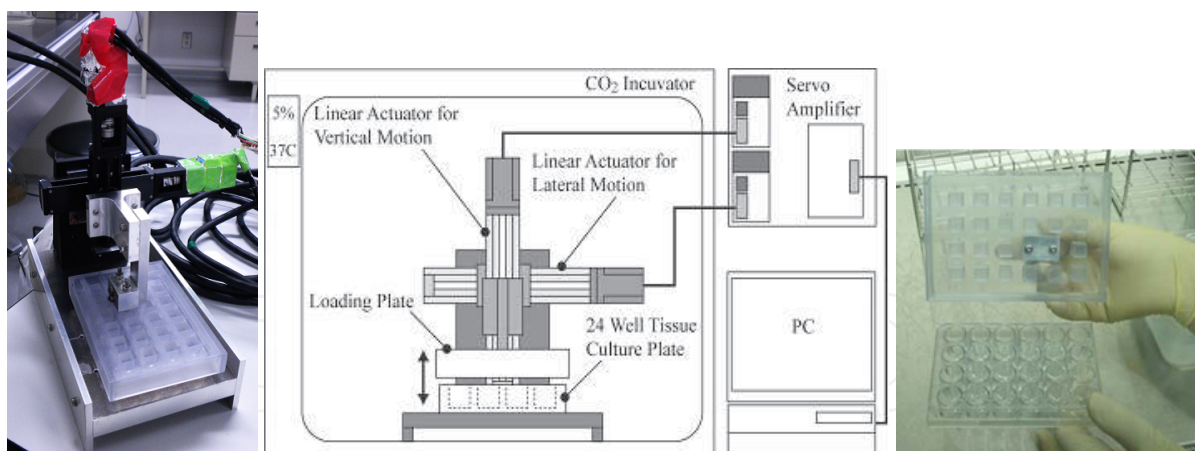 CO2 Incuvator
Servo
Amplifier
5%
37C
Linear Actuator for
Vertical Motion
Linear Actuator for
Lateral Motion
Loading Plate
24 Well Tissue
Culture Plate
PC